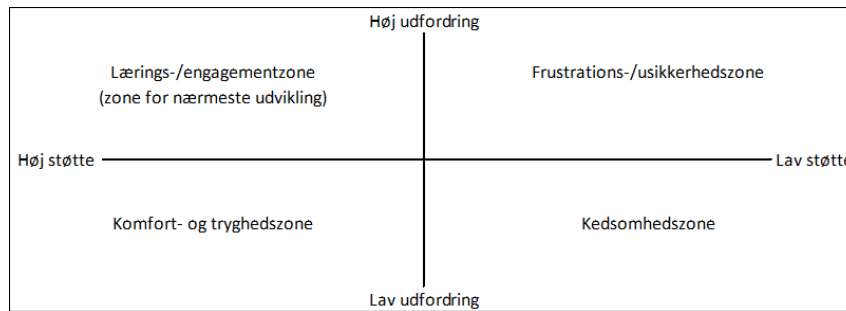 Høj udfordring
Lærings-/engagementzone
(zone for nærmeste udvikling)
Frustrations-/usikkerhedszone
Høj støtte
Lav støtte
Komfort- og tryghedszone
Kedsomhedszone
Lav udfordring